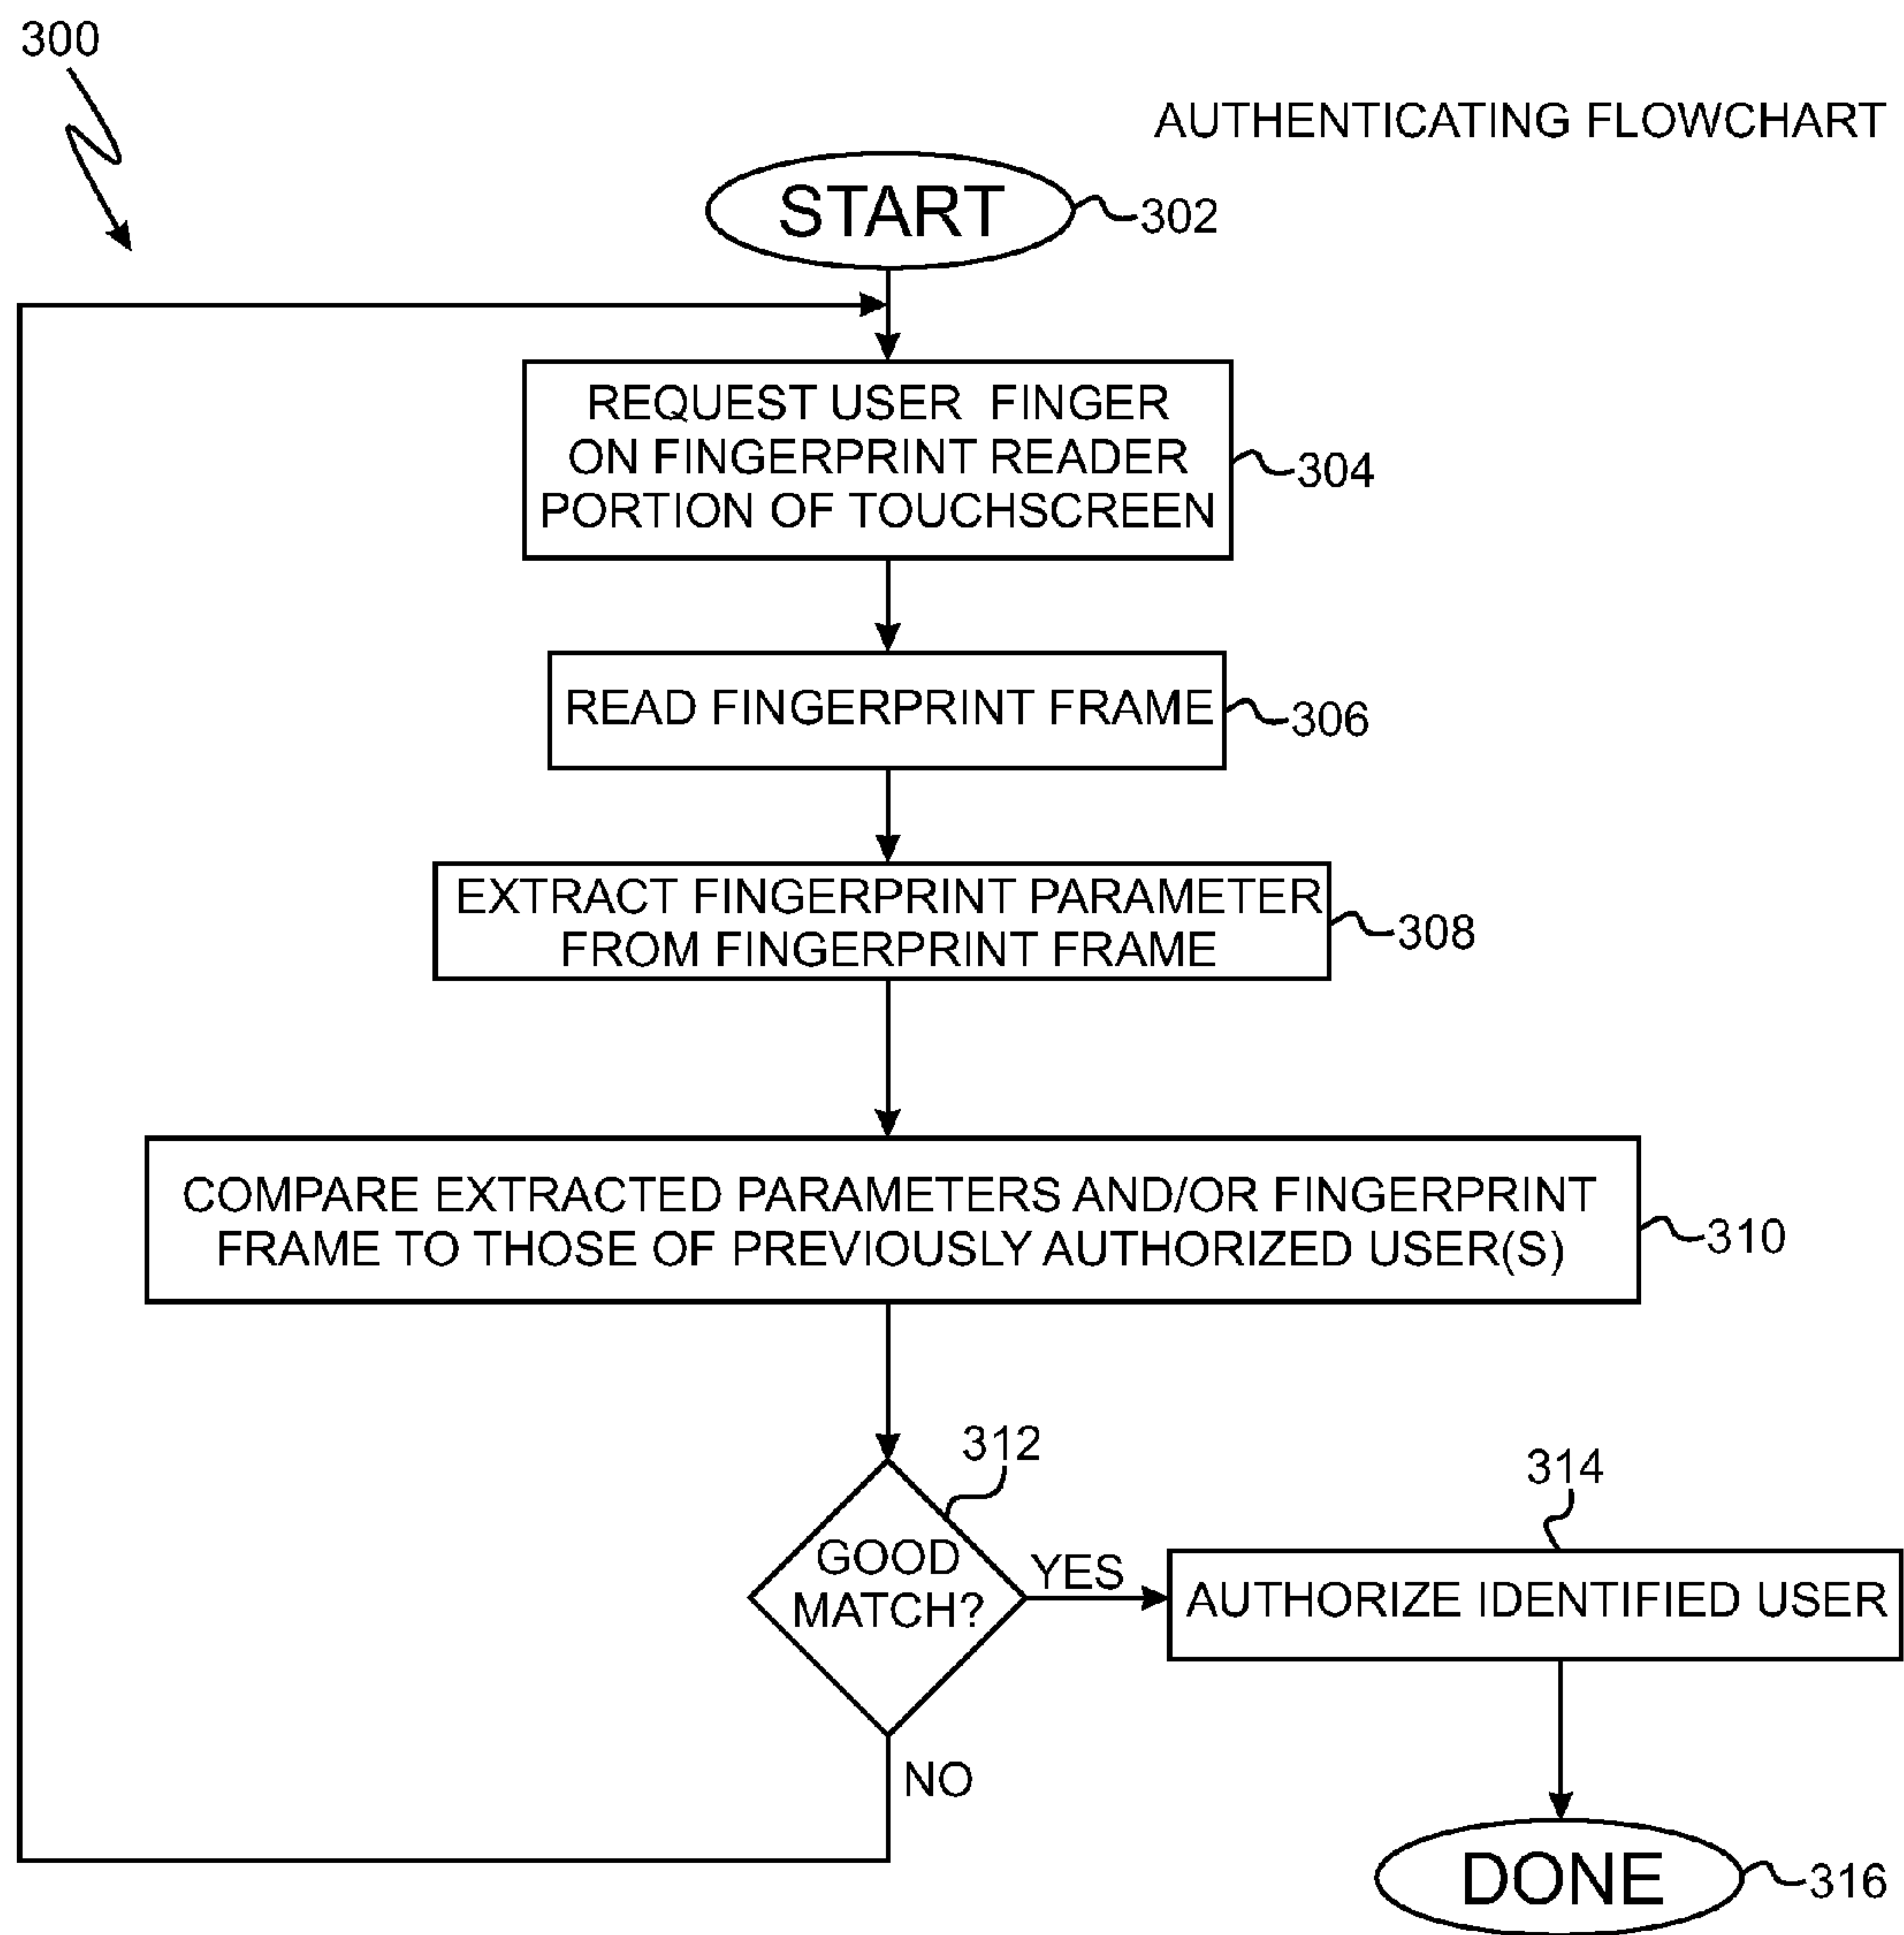 300
AUTHENTICATING FLOWCHART
START
302
REQUEST USER FINGER
ON FINGERPRINT READER
PORTION OF TOUCHSCREEN
304
READ FINGERPRINT FRAME
306
EXTRACT FINGERPRINT PARAMETER
FROM FINGERPRINT FRAME
308
COMPARE EXTRACTED PARAMETERS AND/OR FINGERPRINT
FRAME TO THOSE OF PREVIOUSLY AUTHORIZED USER(S)
310
312
GOOD
MATCH?
YES
314
AUTHORIZE IDENTIFIED USER
NO
DONE
316